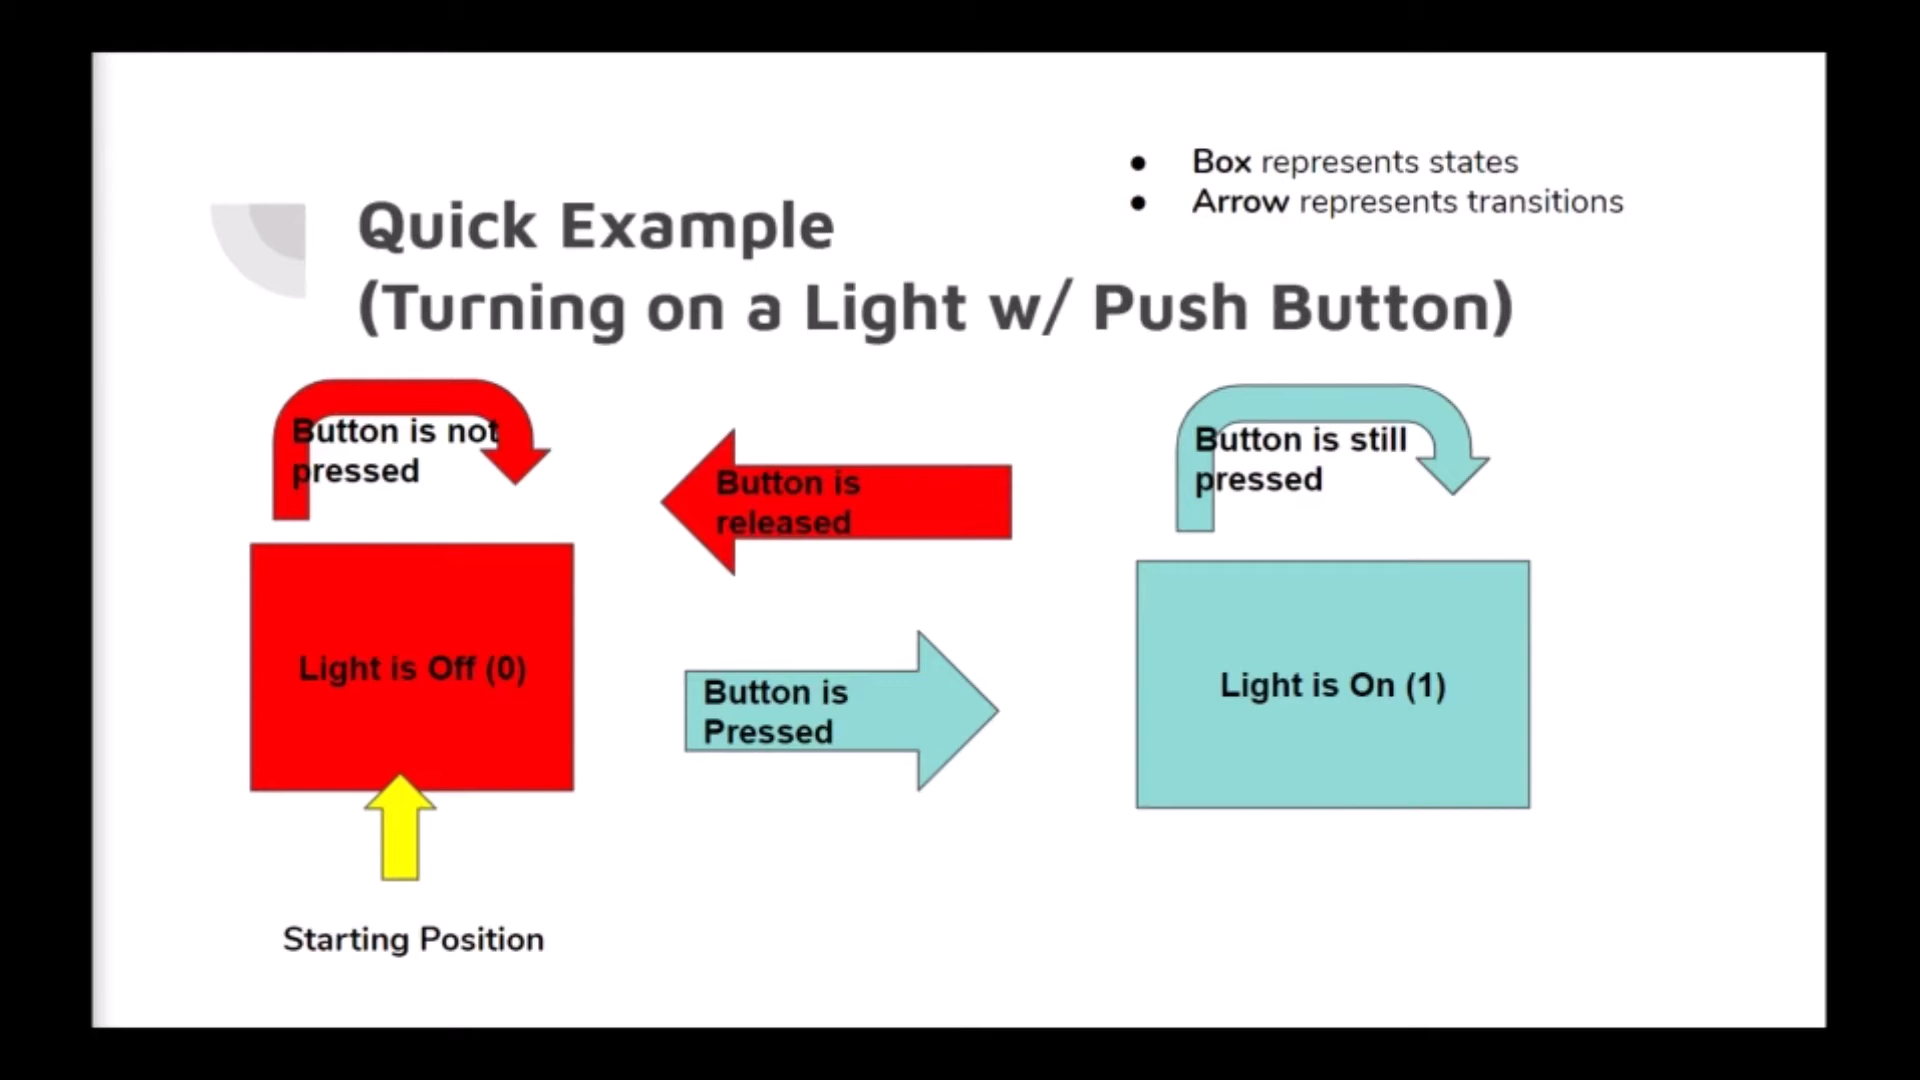 ● Box represents states
● Arrow represents transitions
Quick Example
(Turning on a Light w/ Push Button)
Button is not
pressed
Button is
released
Button is still
pressed
Light is Off (0)
Button is
Pressed
Light is On (1)
Starting Position